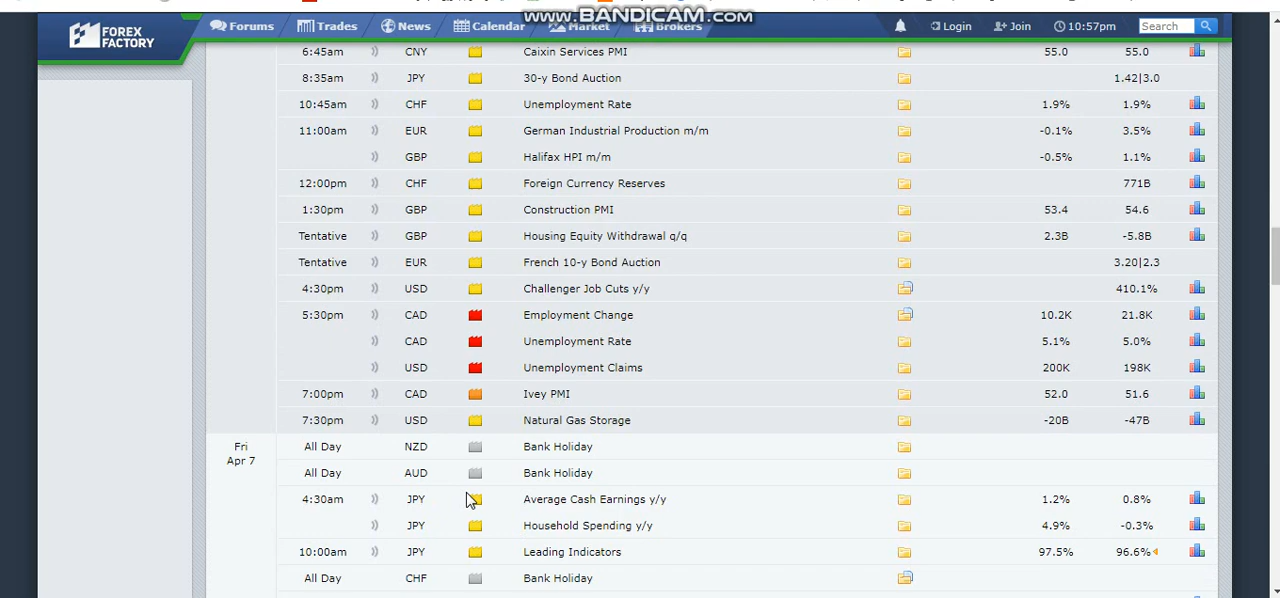 www.BANDICAM.com
FOREX FACTORY Forums Trades News Calendar Market Brokers Login Join 10:57pm Search
6:45am CNY Caixin Services PMI 55.0 55.0
8:35am JPY 30-y Bond Auction 1.42|3.0
10:45am CHF Unemployment Rate 1.9% 1.9%
11:00am EUR German Industrial Production m/m -0.1% 3.5%
GBP Halifax HPI m/m -0.5% 1.1%
12:00pm CHF Foreign Currency Reserves 771B
1:30pm GBP Construction PMI 53.4 54.6
Tentative GBP Housing Equity Withdrawal q/q 2.3B -5.8B
Tentative EUR French 10-y Bond Auction 3.20|2.3
4:30pm USD Challenger Job Cuts y/y 410.1%
5:30pm CAD Employment Change 10.2K 21.8K
CAD Unemployment Rate 5.1% 5.0%
USD Unemployment Claims 200K 198K
7:00pm CAD Ivey PMI 52.0 51.6
7:30pm USD Natural Gas Storage -20B -47B
Fri Apr 7 All Day NZD Bank Holiday
All Day AUD Bank Holiday
4:30am JPY Average Cash Earnings y/y 1.2% 0.8%
JPY Household Spending y/y 4.9% -0.3%
10:00am JPY Leading Indicators 97.5% 96.6%
All Day CHF Bank Holiday